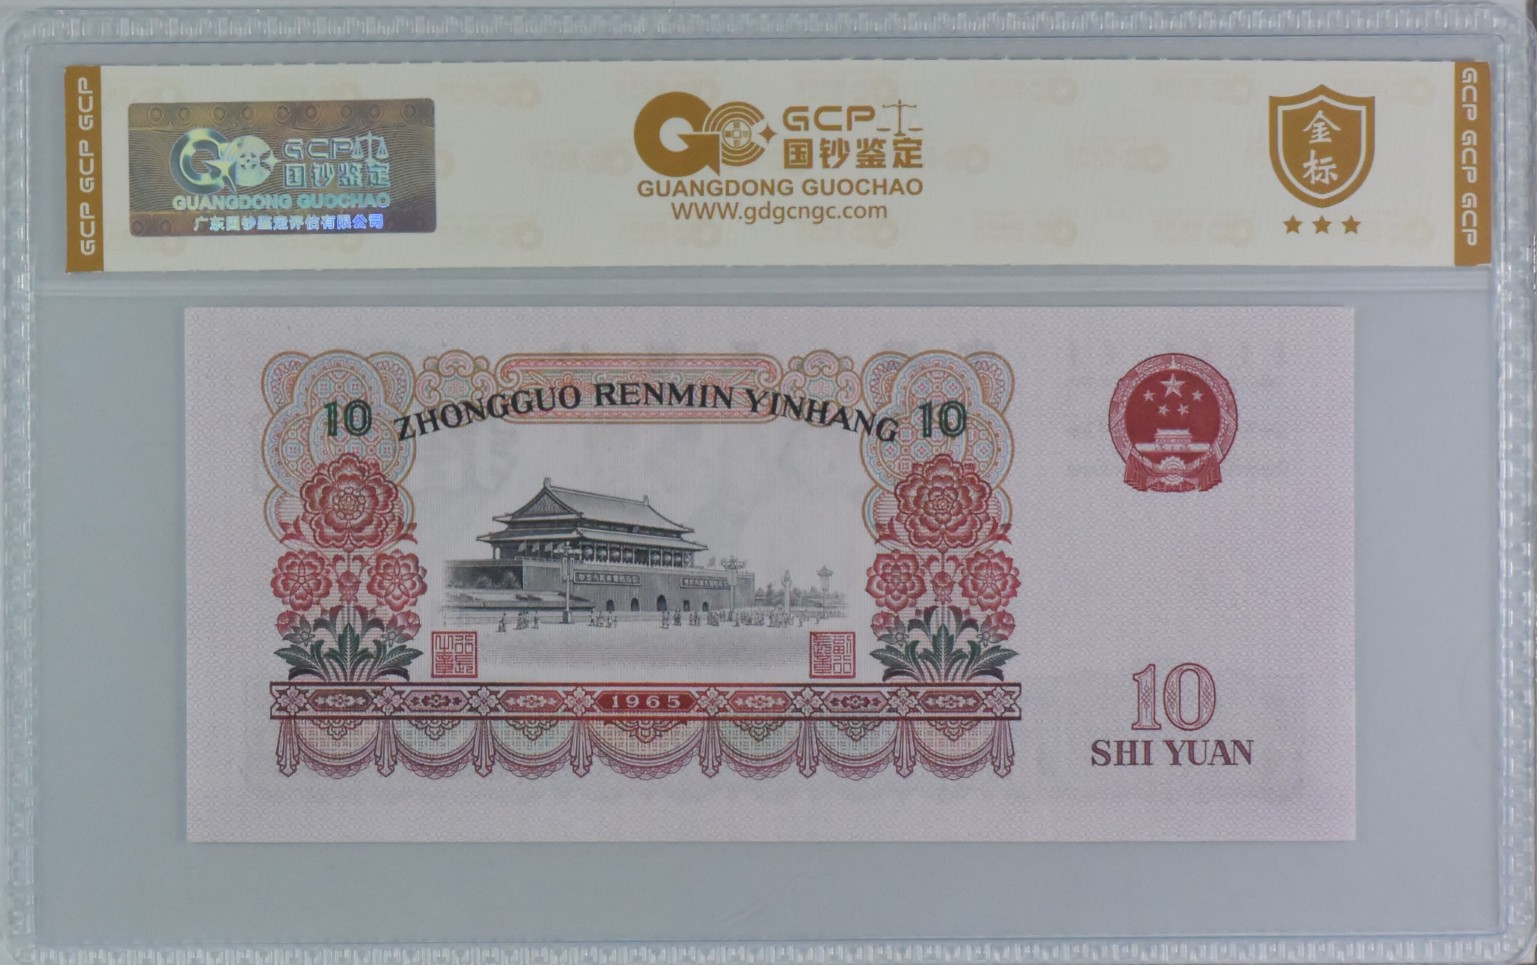 GCP GCP GCP
GCP
国钞鉴定
GUANGDONG GUOCHAO
广东国钞鉴定评估有限公司
GCP
国钞鉴定
GUANGDONG GUOCHAO
WWW.gdgcngc.com
金标
GCP GCP GCP
10 ZHONGGUO RENMIN YINHANG 10
1965
10
SHI YUAN